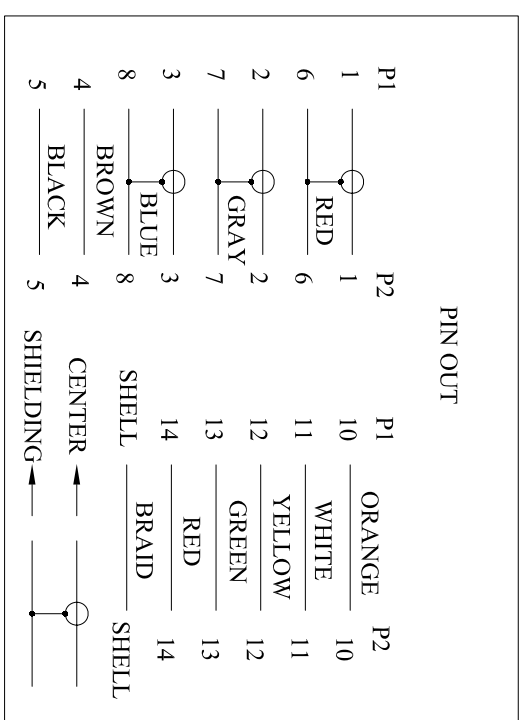 PIN OUT
P1 P2
1 1
RED
6 6
2 2
GRAY
7 7
3 3
BLUE
8 8
BROWN
4 4
BLACK
5 5
P1 P2
ORANGE
10 10
WHITE
11 11
YELLOW
12 12
GREEN
13 13
RED
14 14
BRAID
SHELL SHELL
CENTER
SHIELDING